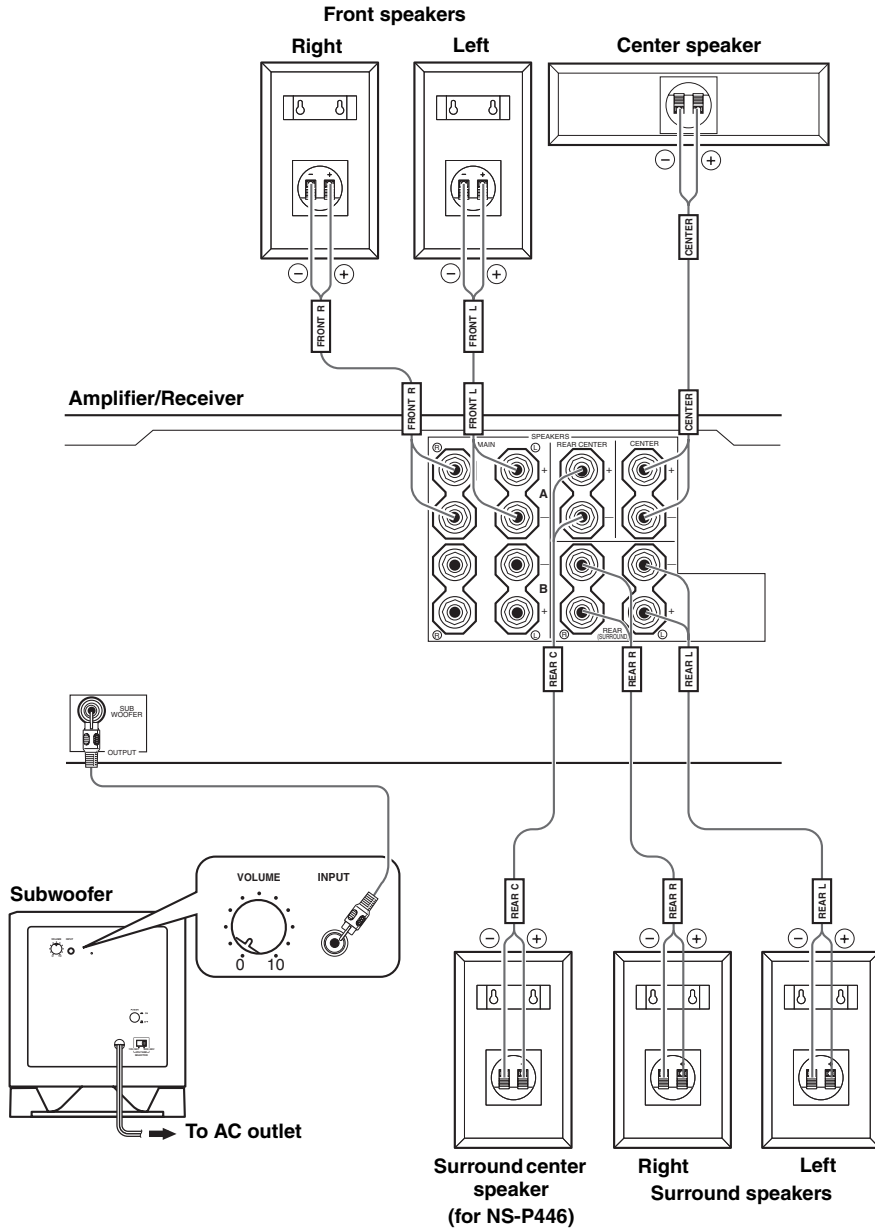 Front speakers
Right
Left
Center speaker
− +
− +
− +
− +
− +
FRONT R
FRONT L
CENTER
Amplifier/Receiver
FRONT R
FRONT L
CENTER
SPEAKERS
R
MAIN
L
REAR CENTER
CENTER
+
+
+
A
−
−
−
−
−
B
+
+
R
L
R
REAR
(SURROUND)
L
REAR C
REAR R
REAR L
SUB
WOOFER
OUTPUT
VOLUME
INPUT
0 10
Subwoofer
REAR C
REAR R
REAR L
− +
− +
− +
To AC outlet
Surround center
speaker
(for NS-P446)
Right
Left
Surround speakers